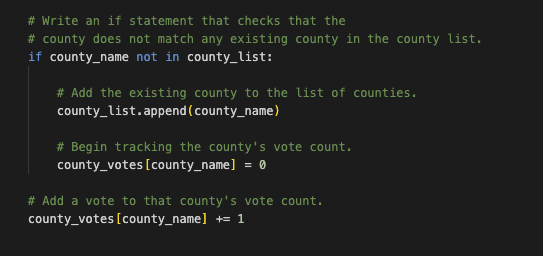 # Write an if statement that checks that the
# county does not match any existing county in the county list.
if county_name not in county_list:
# Add the existing county to the list of counties.
county_list.append(county_name)
# Begin tracking the county's vote count.
county_votes[county_name] = 0
# Add a vote to that county's vote count.
county_votes[county_name] += 1